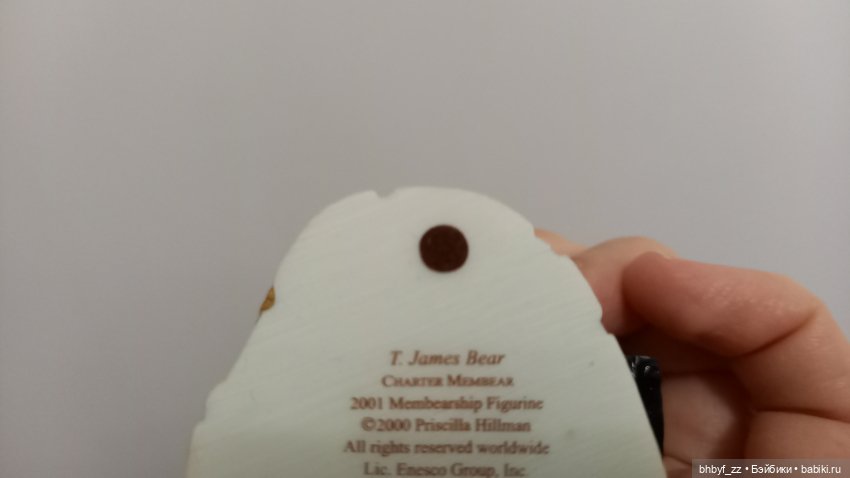 T. James Bear
CHARTER MEMBEAR
2001 Membearship Figurine
©2000 Priscilla Hillman
All rights reserved worldwide
Lic. Enesco Group, Inc
bhbyf_zz • Бэйбики • babiki.ru